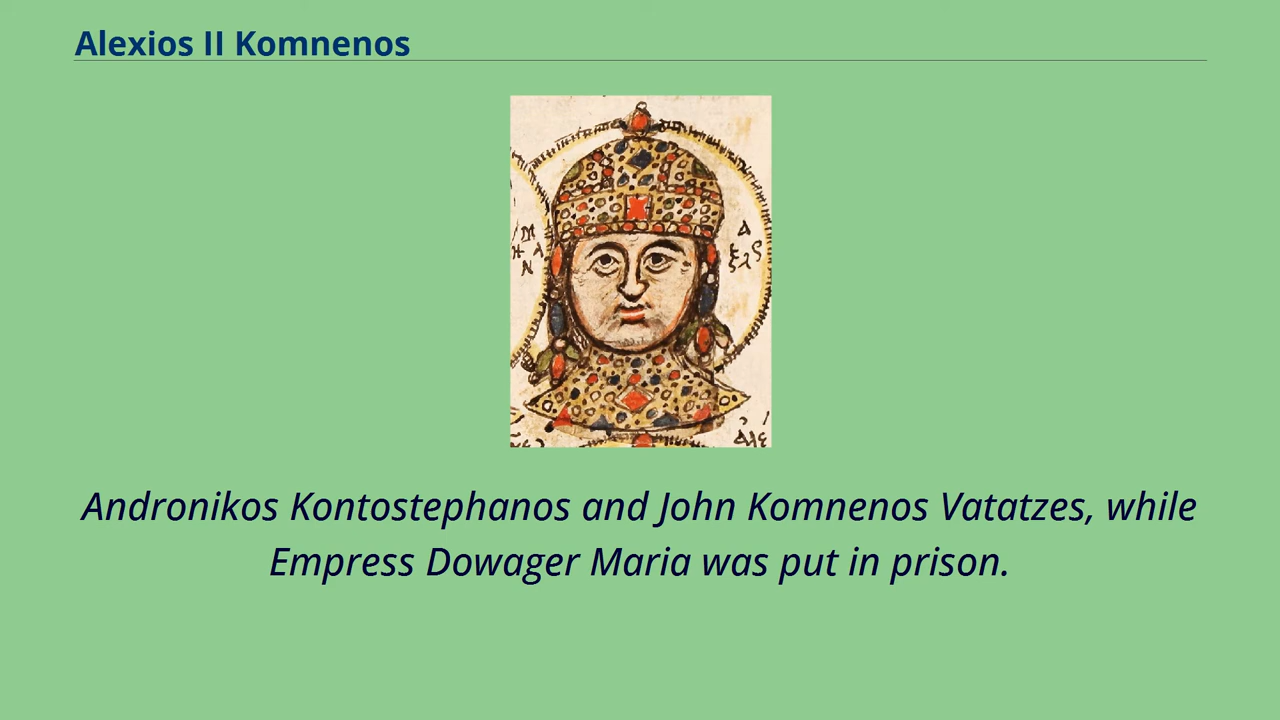 Alexios II Komnenos
Andronikos Kontostephanos and John Komnenos Vatatzes, while
Empress Dowager Maria was put in prison.